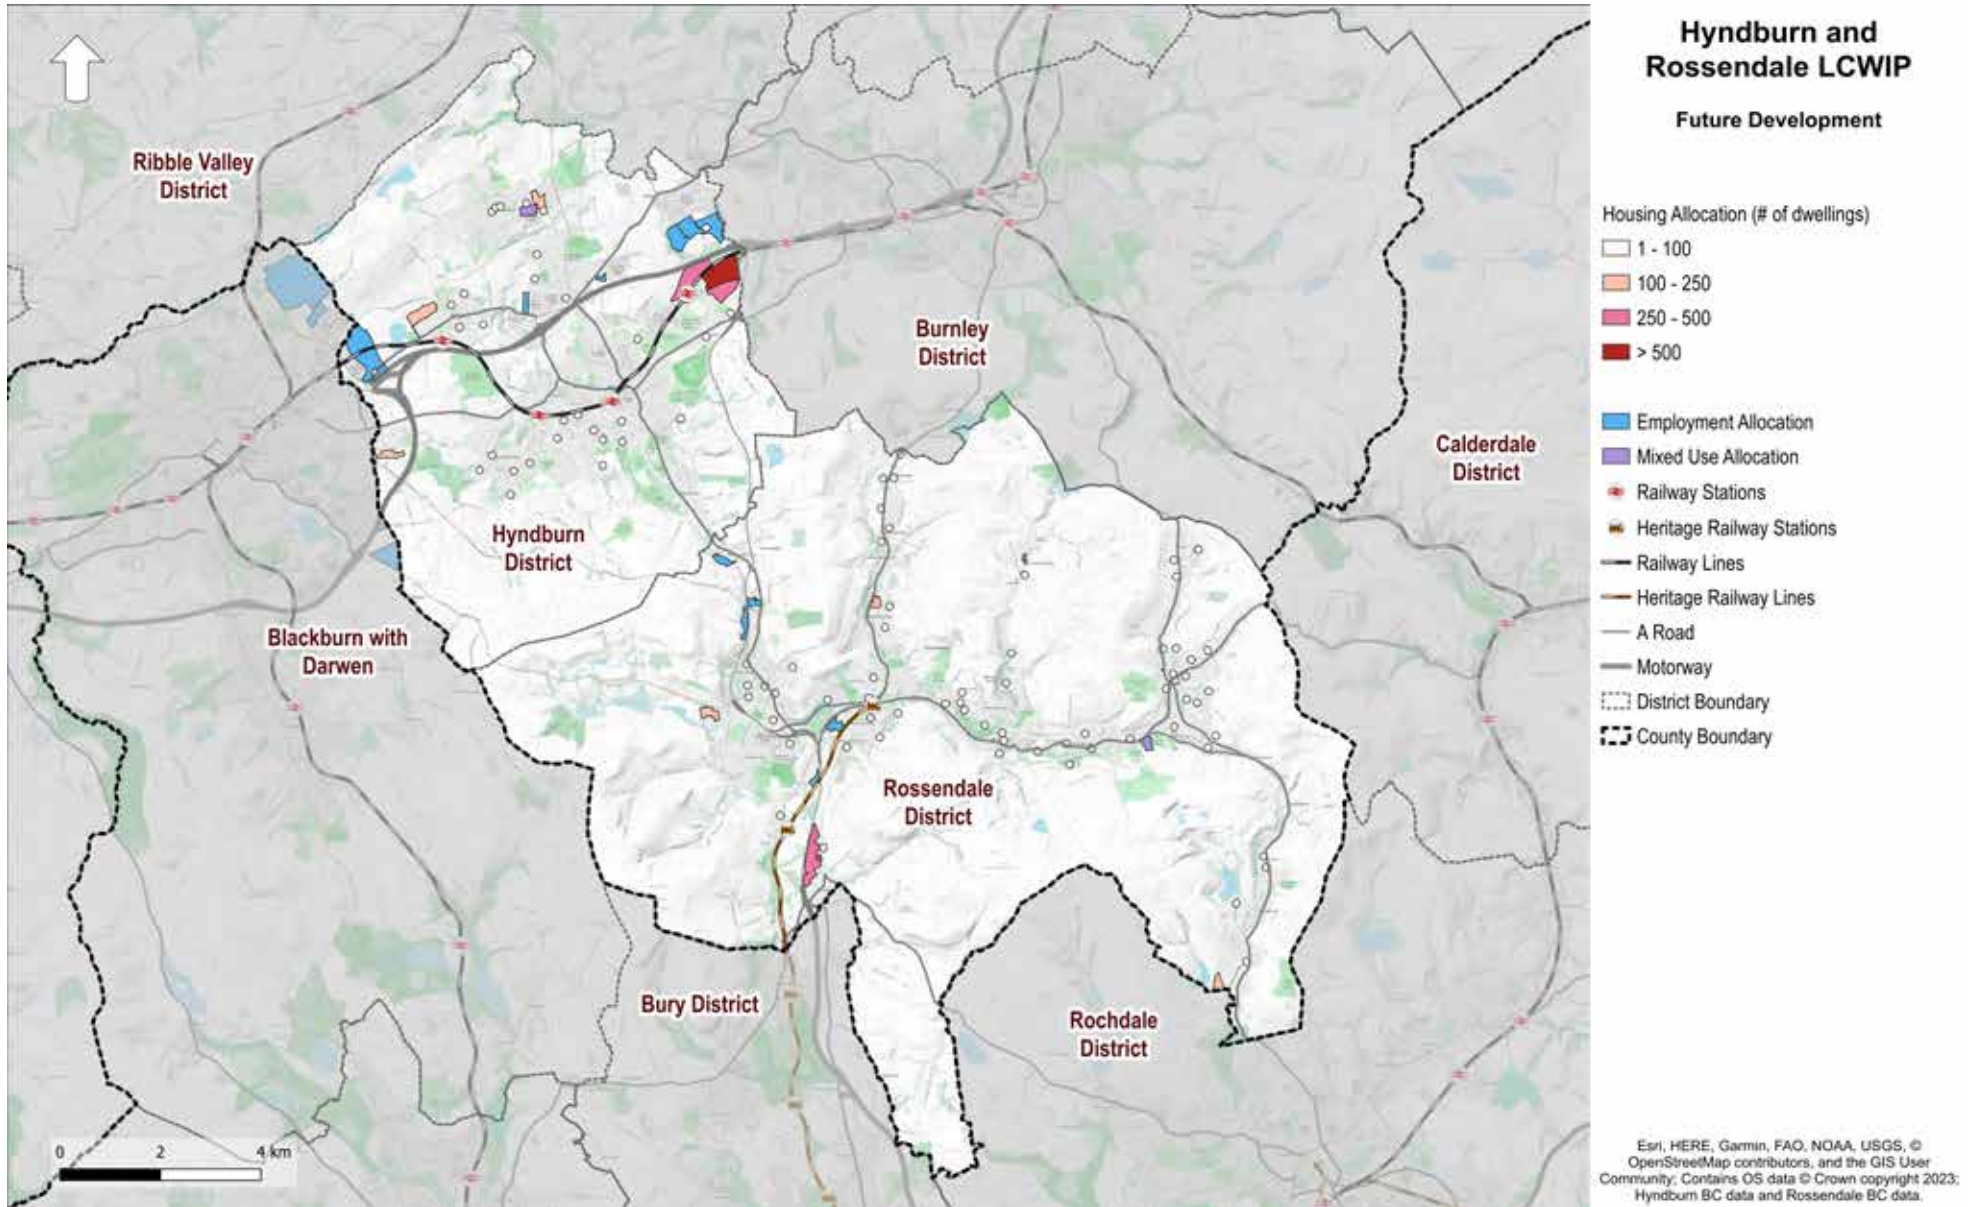 Hyndburn and
Rossendale LCWIP
Future Development
Housing Allocation (# of dwellings)
1 - 100
100 - 250
250 - 500
> 500
Employment Allocation
Mixed Use Allocation
Railway Stations
Heritage Railway Stations
Railway Lines
Heritage Railway Lines
A Road
Motorway
District Boundary
County Boundary
Ribble Valley
District
Burnley
District
Calderdale
District
Hyndburn
District
Blackburn with
Darwen
Rossendale
District
Bury District
Rochdale
District
0 2 4 km
Esri, HERE, Garmin, FAO, NOAA, USGS, ©
OpenStreetMap contributors, and the GIS User
Community; Contains OS data © Crown copyright 2023;
Hyndburn BC data and Rossendale BC data.